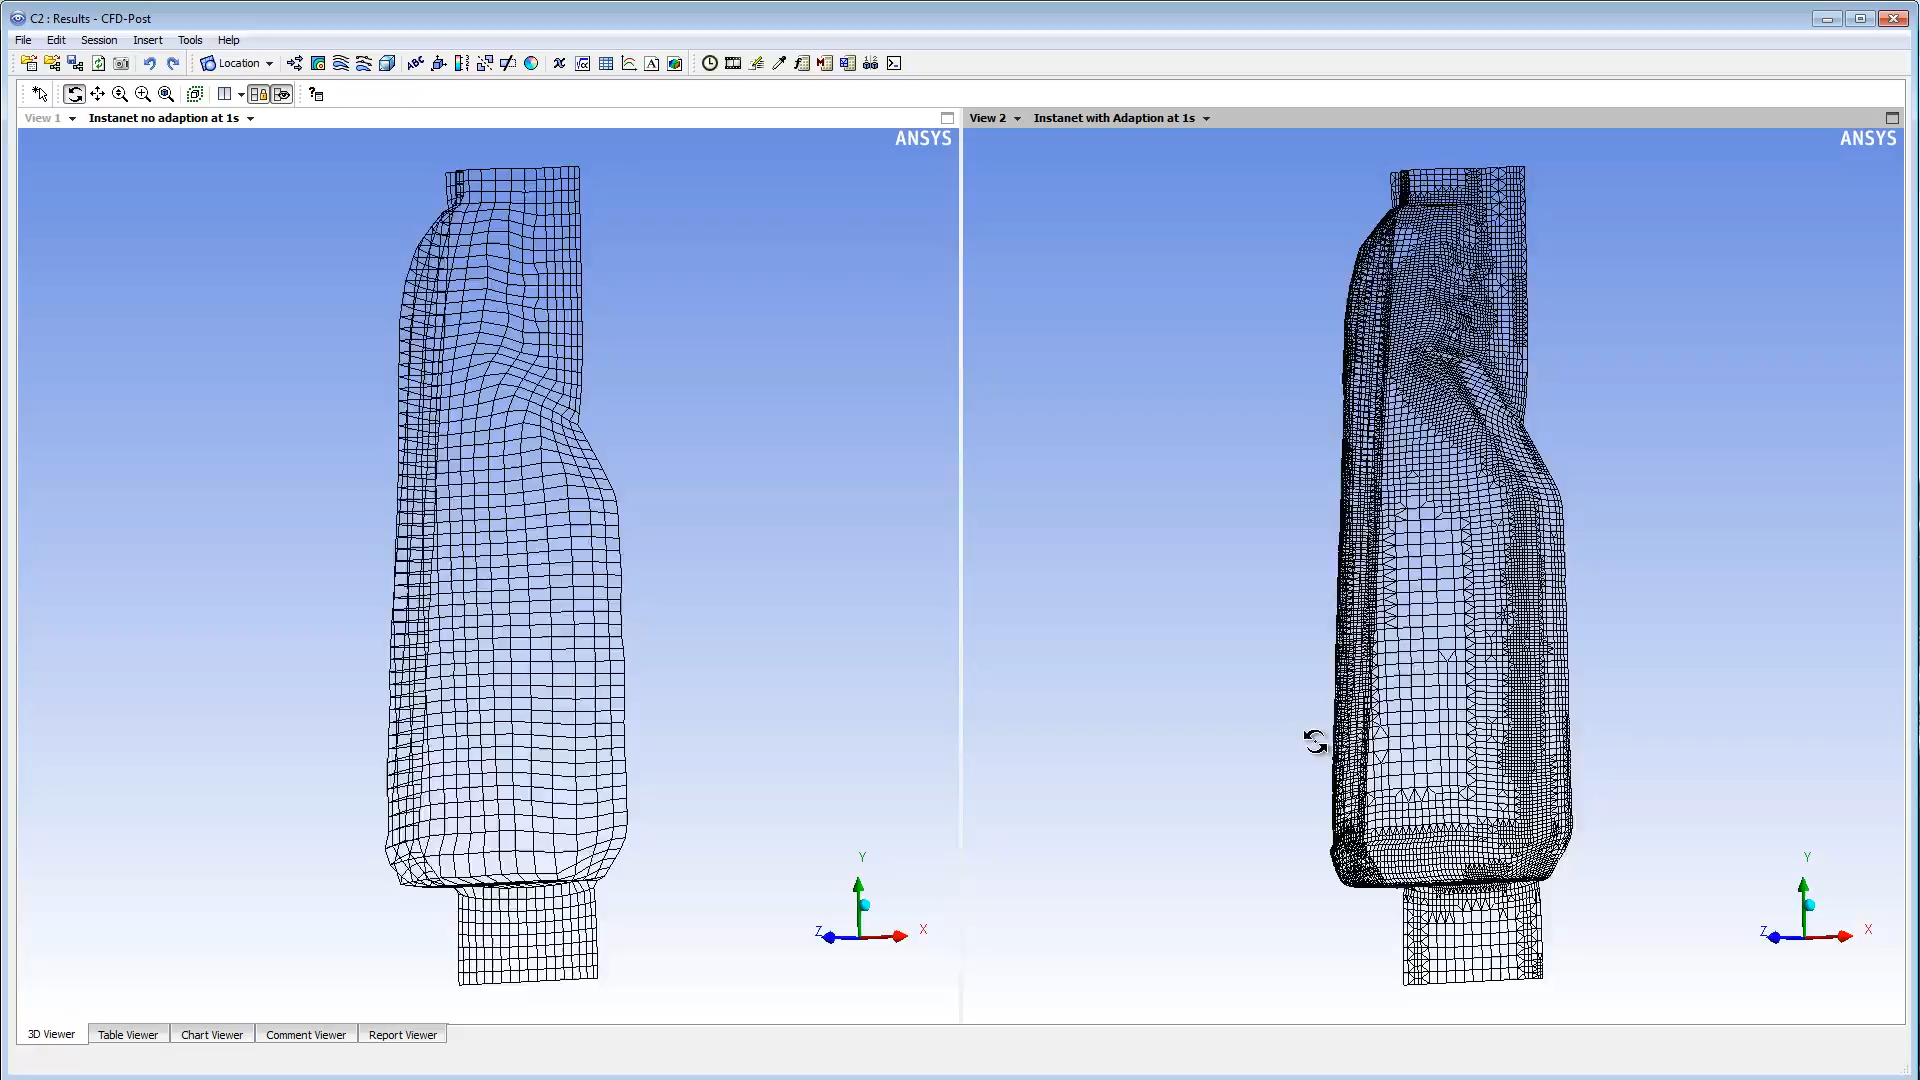 C2 : Results - CFD-Post
File Edit Session Insert Tools Help
Location
View 1 Instanet no adaption at 1s
View 2 Instanet with Adaption at 1s
ANSYS
ANSYS
Y
Z
X
Y
Z
X
3D Viewer Table Viewer Chart Viewer Comment Viewer Report Viewer